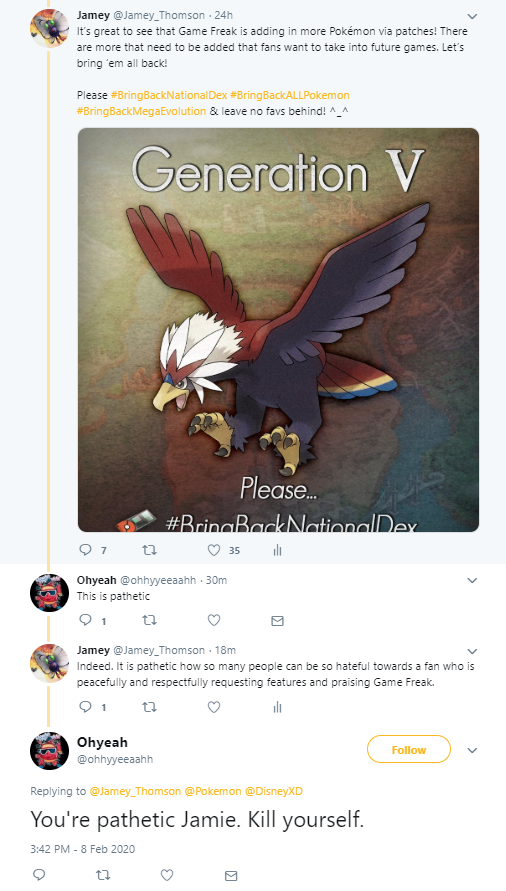 Jamey @Jamey_Thomson · 24h
It's great to see that Game Freak is adding in more Pokémon via patches! There
are more that need to be added that fans want to take into future games. Let's
bring 'em all back!
Please #BringBackNationalDex #BringBackALLPokemon
#BringBackMegaEvolution & leave no favs behind! ^_^
Generation V
Please...
#BringBackNationalDex
7 35
Ohyeah @ohhyyeeaahh · 30m
This is pathetic
1
Jamey @Jamey_Thomson · 18m
Indeed. It is pathetic how so many people can be so hateful towards a fan who is
peacefully and respectfully requesting features and praising Game Freak.
1
Ohyeah
@ohhyyeeaahh
Follow
Replying to @Jamey_Thomson @Pokemon @DisneyXD
You're pathetic Jamie. Kill yourself.
3:42 PM - 8 Feb 2020